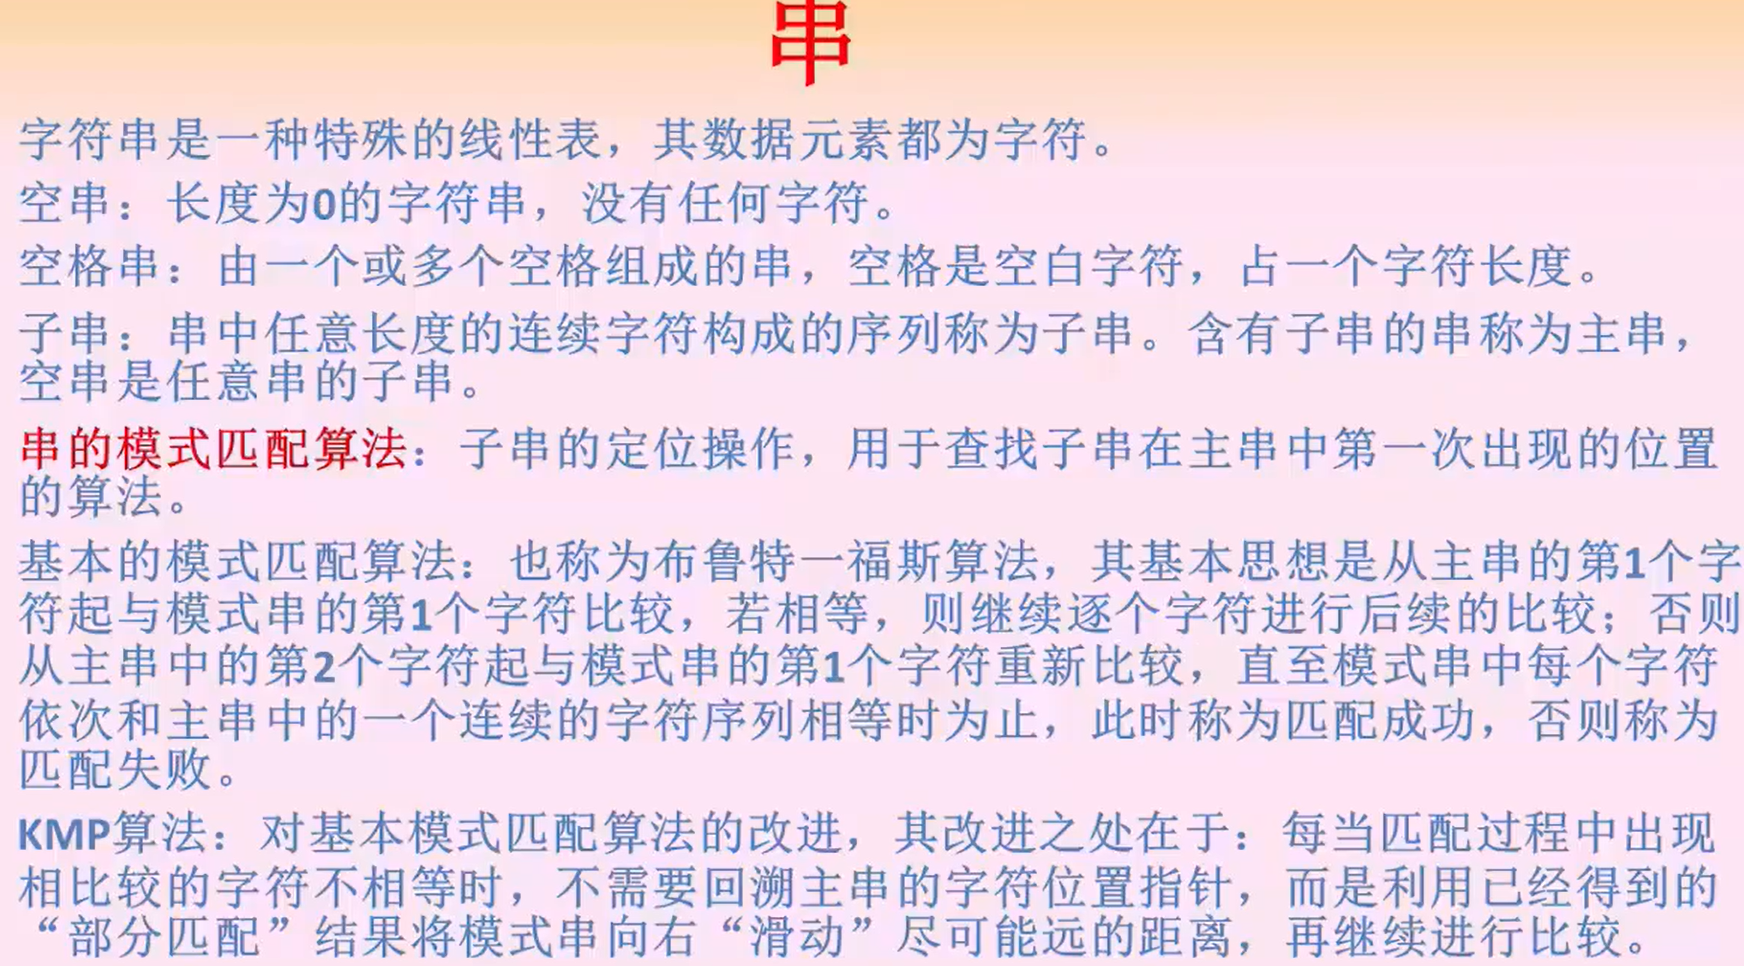 串
字符串是一种特殊的线性表，其数据元素都为字符。
空串：长度为0的字符串，没有任何字符。
空格串：由一个或多个空格组成的串，空格是空白字符，占一个字符长度。
子串：串中任意长度的连续字符构成的序列称为子串。含有子串的串称为主串，
空串是任意串的子串。
串的模式匹配算法：子串的定位操作，用于查找子串在主串中第一次出现的位置
的算法。
基本的模式匹配算法：也称为布鲁特一福斯算法，其基本思想是从主串的第1个字
符起与模式串的第1个字符比较，若相等，则继续逐个字符进行后续的比较；否则
从主串中的第2个字符起与模式串的第1个字符重新比较，直至模式串中每个字符
依次和主串中的一个连续的字符序列相等时为止，此时称为匹配成功，否则称为
匹配失败。
KMP算法：对基本模式匹配算法的改进，其改进之处在于：每当匹配过程中出现
相比较的字符不相等时，不需要回溯主串的字符位置指针，而是利用已经得到的
“部分匹配”结果将模式串向右“滑动”尽可能远的距离，再继续进行比较。